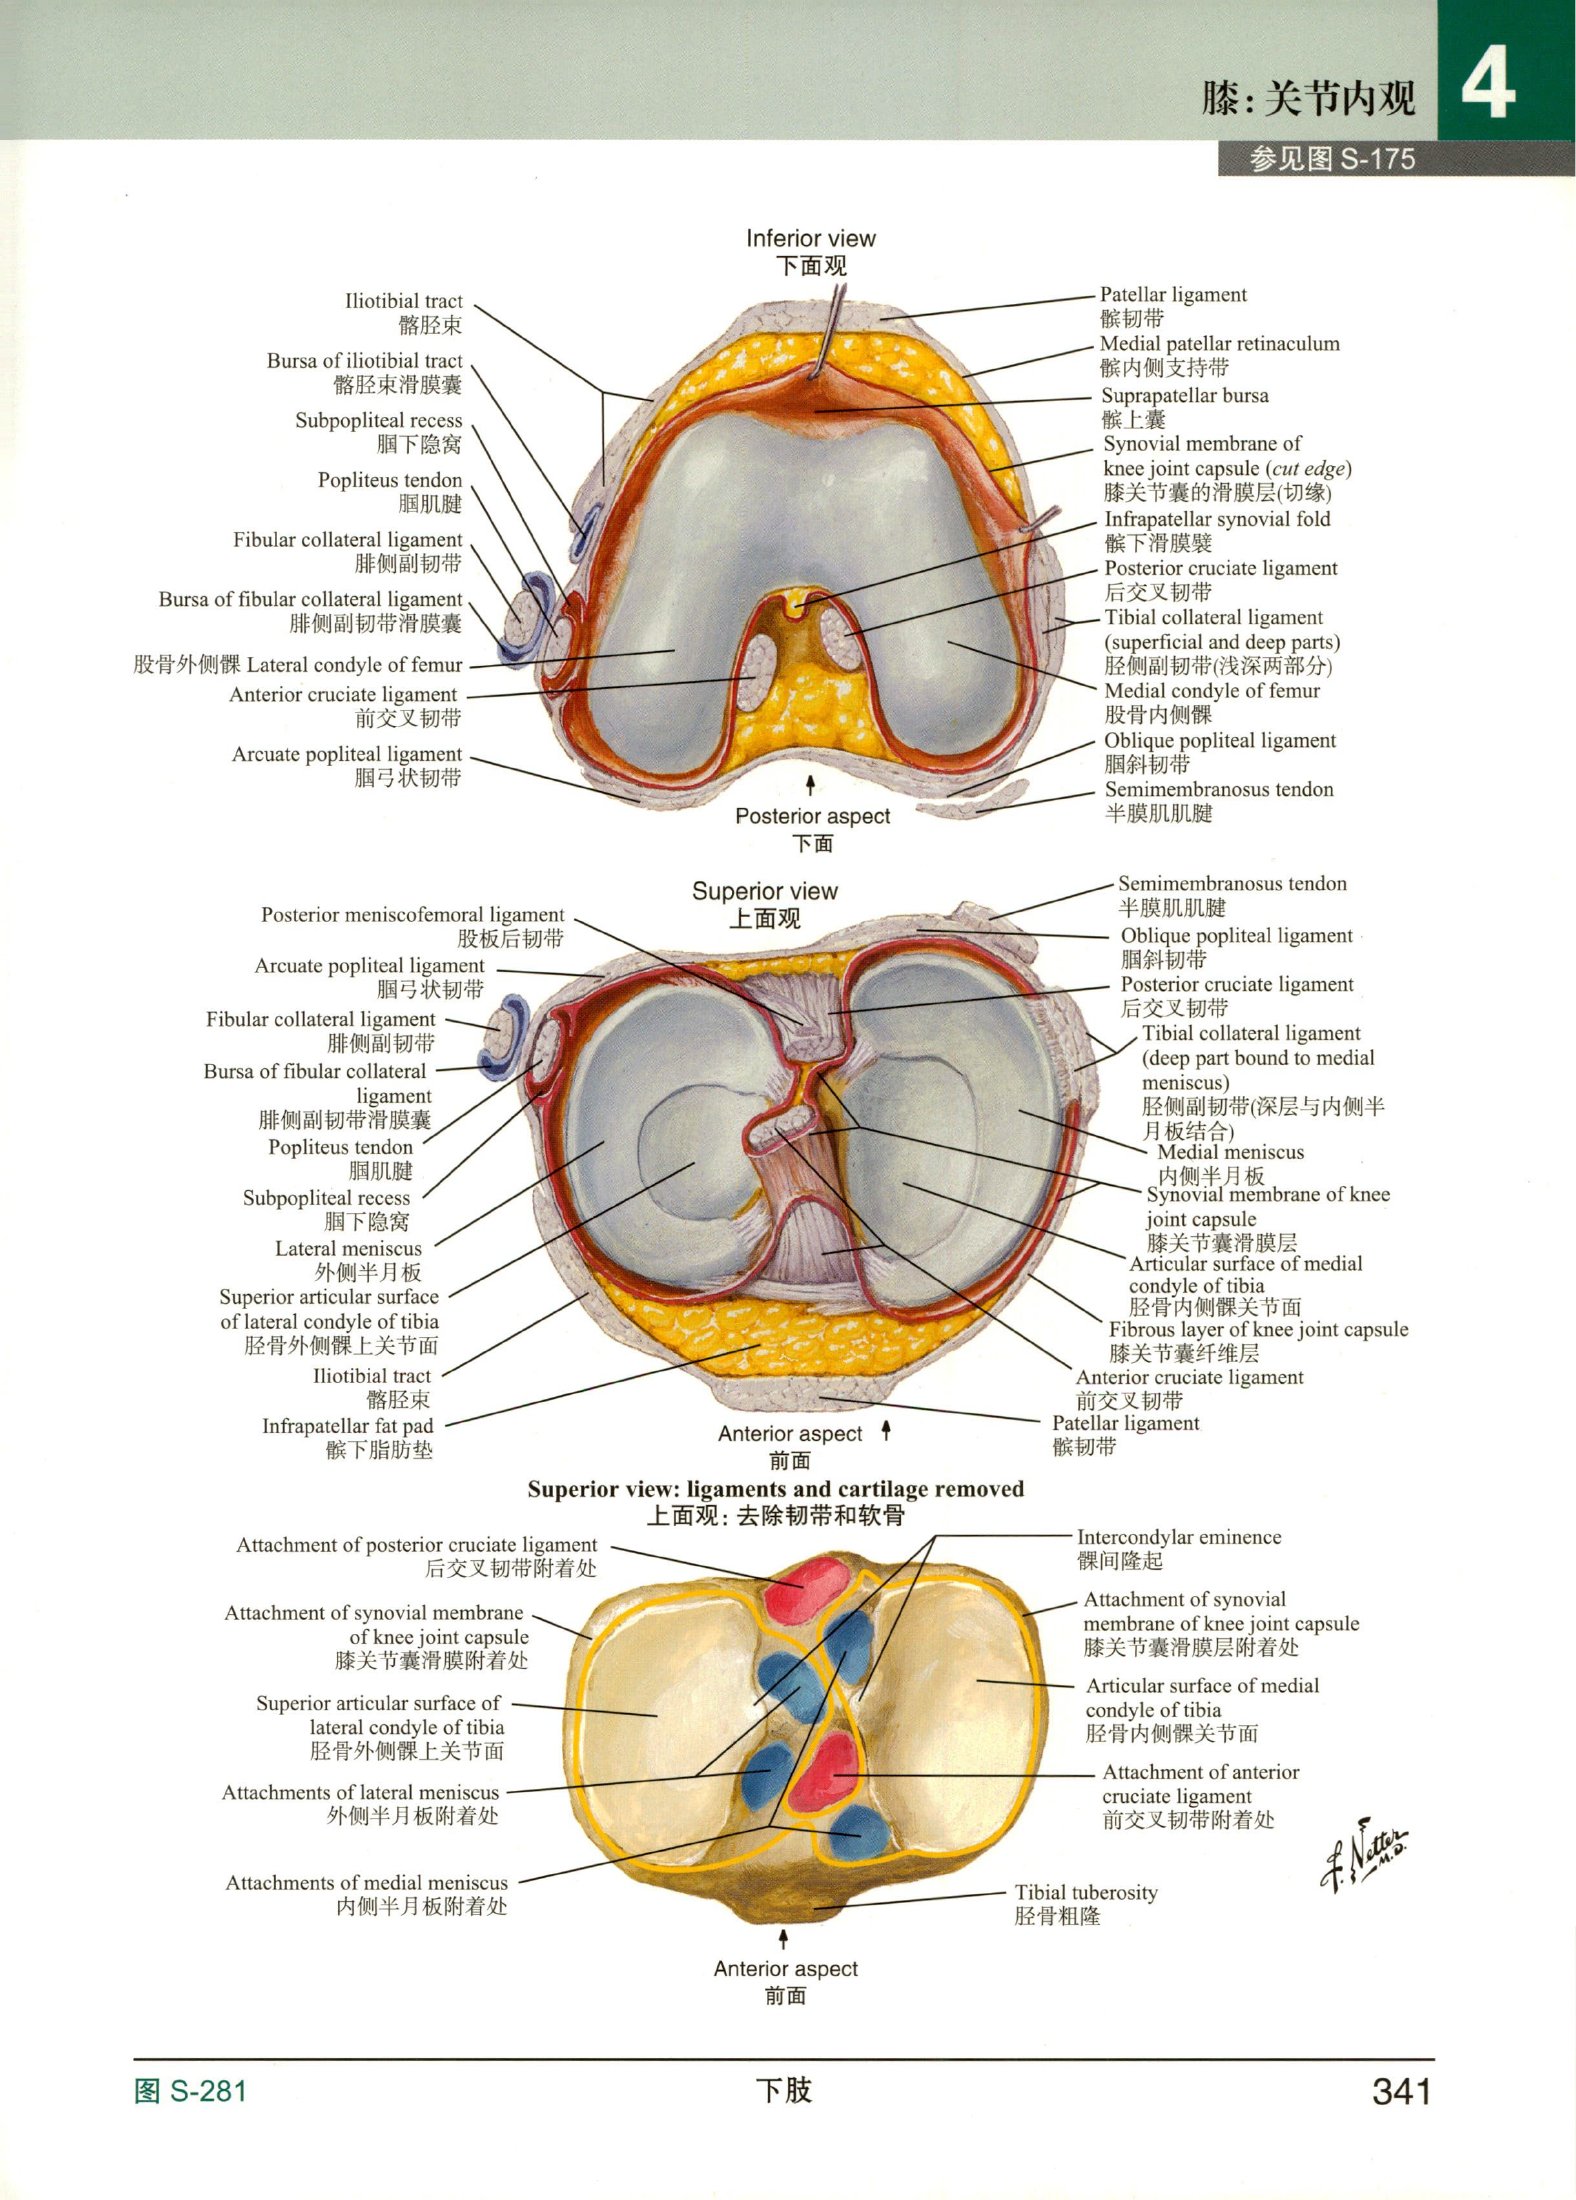 膝：关节内观
4
参见图 S-175
Inferior view
下面观
Iliotibial tract
髂胫束
Bursa of iliotibial tract
髂胫束滑膜囊
Subpopliteal recess
腘下隐窝
Popliteus tendon
腘肌腱
Fibular collateral ligament
腓侧副韧带
Bursa of fibular collateral ligament
腓侧副韧带滑膜囊
股骨外侧髁 Lateral condyle of femur
Anterior cruciate ligament
前交叉韧带
Arcuate popliteal ligament
腘弓状韧带
Patellar ligament
髌韧带
Medial patellar retinaculum
髌内侧支持带
Suprapatellar bursa
髌上囊
Synovial membrane of
knee joint capsule (cut edge)
膝关节囊的滑膜层(切缘)
Infrapatellar synovial fold
髌下滑膜襞
Posterior cruciate ligament
后交叉韧带
Tibial collateral ligament
(superficial and deep parts)
胫侧副韧带(浅深两部分)
Medial condyle of femur
股骨内侧髁
Oblique popliteal ligament
腘斜韧带
Semimembranosus tendon
半膜肌肌腱
Posterior aspect
下面
Superior view
上面观
Posterior meniscofemoral ligament
股板后韧带
Arcuate popliteal ligament
腘弓状韧带
Fibular collateral ligament
腓侧副韧带
Bursa of fibular collateral
ligament
腓侧副韧带滑膜囊
Popliteus tendon
腘肌腱
Subpopliteal recess
腘下隐窝
Lateral meniscus
外侧半月板
Superior articular surface
of lateral condyle of tibia
胫骨外侧髁上关节面
Iliotibial tract
髂胫束
Infrapatellar fat pad
髌下脂肪垫
Semimembranosus tendon
半膜肌肌腱
Oblique popliteal ligament
腘斜韧带
Posterior cruciate ligament
后交叉韧带
Tibial collateral ligament
(deep part bound to medial
meniscus)
胫侧副韧带(深层与内侧半
月板结合)
Medial meniscus
内侧半月板
Synovial membrane of knee
joint capsule
膝关节囊滑膜层
Articular surface of medial
condyle of tibia
胫骨内侧髁关节面
Fibrous layer of knee joint capsule
膝关节囊纤维层
Anterior cruciate ligament
前交叉韧带
Patellar ligament
髌韧带
Anterior aspect
前面
Superior view: ligaments and cartilage removed
上面观：去除韧带和软骨
Attachment of posterior cruciate ligament
后交叉韧带附着处
Attachment of synovial membrane
of knee joint capsule
膝关节囊滑膜附着处
Superior articular surface of
lateral condyle of tibia
胫骨外侧髁上关节面
Attachments of lateral meniscus
外侧半月板附着处
Attachments of medial meniscus
内侧半月板附着处
Intercondylar eminence
髁间隆起
Attachment of synovial
membrane of knee joint capsule
膝关节囊滑膜层附着处
Articular surface of medial
condyle of tibia
胫骨内侧髁关节面
Attachment of anterior
cruciate ligament
前交叉韧带附着处
Tibial tuberosity
胫骨粗隆
F. Netter
M.D.
Anterior aspect
前面
图 S-281
下肢
341